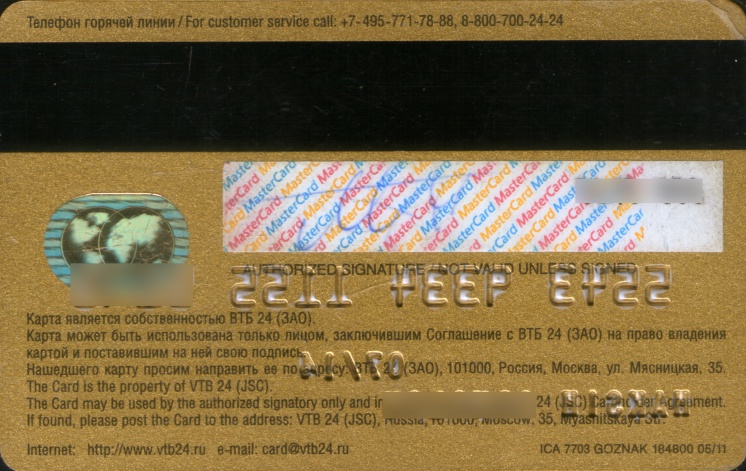 Телефон горячей линии / For customer service call: +7-495-771-78-88, 8-800-700-24-24
MasterCard MasterCard MasterCard MasterCard
AUTHORIZED SIGNATURE / NOT VALID UNLESS SIGNED
Карта является собственностью ВТБ 24 (ЗАО).
Карта может быть использована только лицом, заключившим Соглашение с ВТБ 24 (ЗАО) на право владения
картой и поставившим на ней свою подпись.
Нашедшего карту просим направить ее по адресу: ВТБ 24 (ЗАО), 101000, Россия, Москва, ул. Мясницкая, 35.
The Card is the property of VTB 24 (JSC).
The Card may be used by the authorized signatory only and in 24 (JSC) Cardholder Agreement.
If found, please post the Card to the address: VTB 24 (JSC), Russia, 101000, Moscow, 35, Myasnitskaya Str.
Internet: http://www.vtb24.ru e-mail: card@vtb24.ru
ICA 7703 GOZNAK 184800 05/11